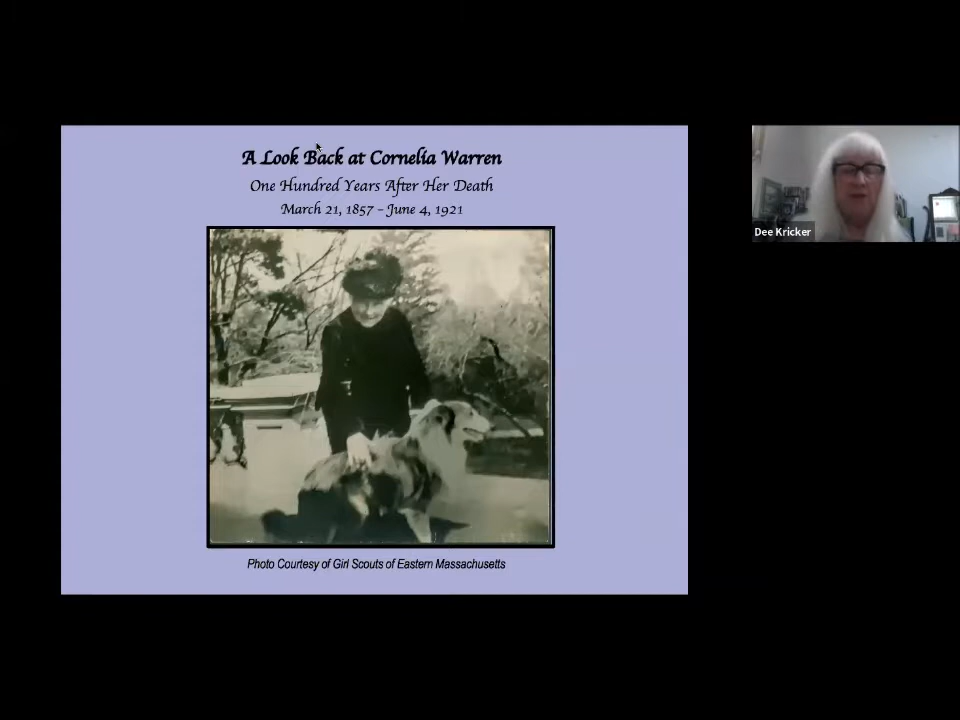 A Look Back at Cornelia Warren
One Hundred Years After Her Death
March 21, 1857 - June 4, 1921
Photo Courtesy of Girl Scouts of Eastern Massachusetts
Dee Kricker